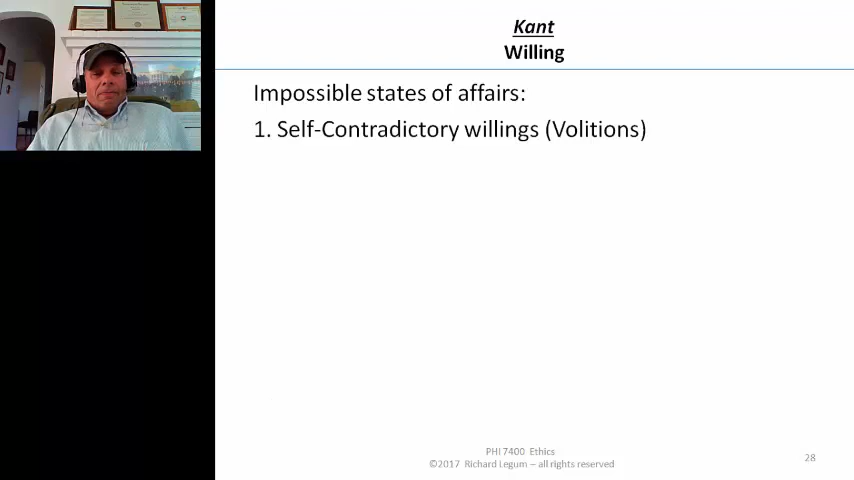 Kant
Willing
Impossible states of affairs:
1. Self-Contradictory willings (Volitions)
PHI 7400 Ethics
©2017 Richard Legum – all rights reserved
28